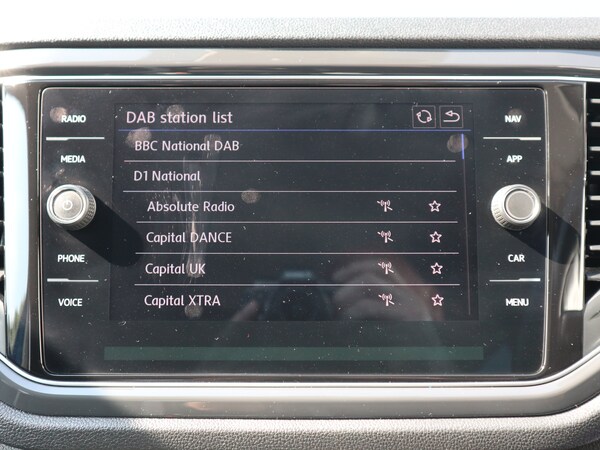 RADIO
MEDIA
PHONE
VOICE
DAB station list
BBC National DAB
D1 National
Absolute Radio
Capital DANCE
Capital UK
Capital XTRA
NAV
APP
CAR
MENU